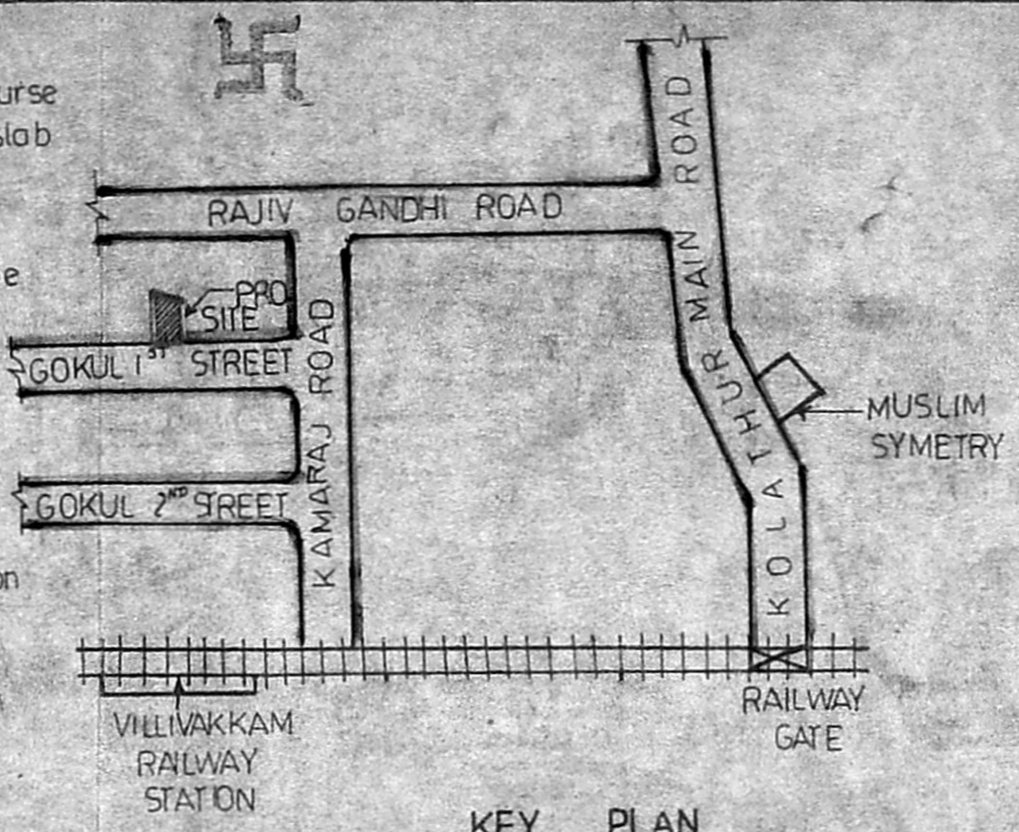 urse
slab
e
on
RAJIV GANDHI ROAD
KOLATHUR MAIN ROAD
PRO
SITE
GOKUL 1ST STREET
KAMARAJ ROAD
GOKUL 2ND STREET
MUSLIM
SYMETRY
VILLIVAKKAM
RAILWAY
STATION
RAILWAY
GATE
KEY PLAN